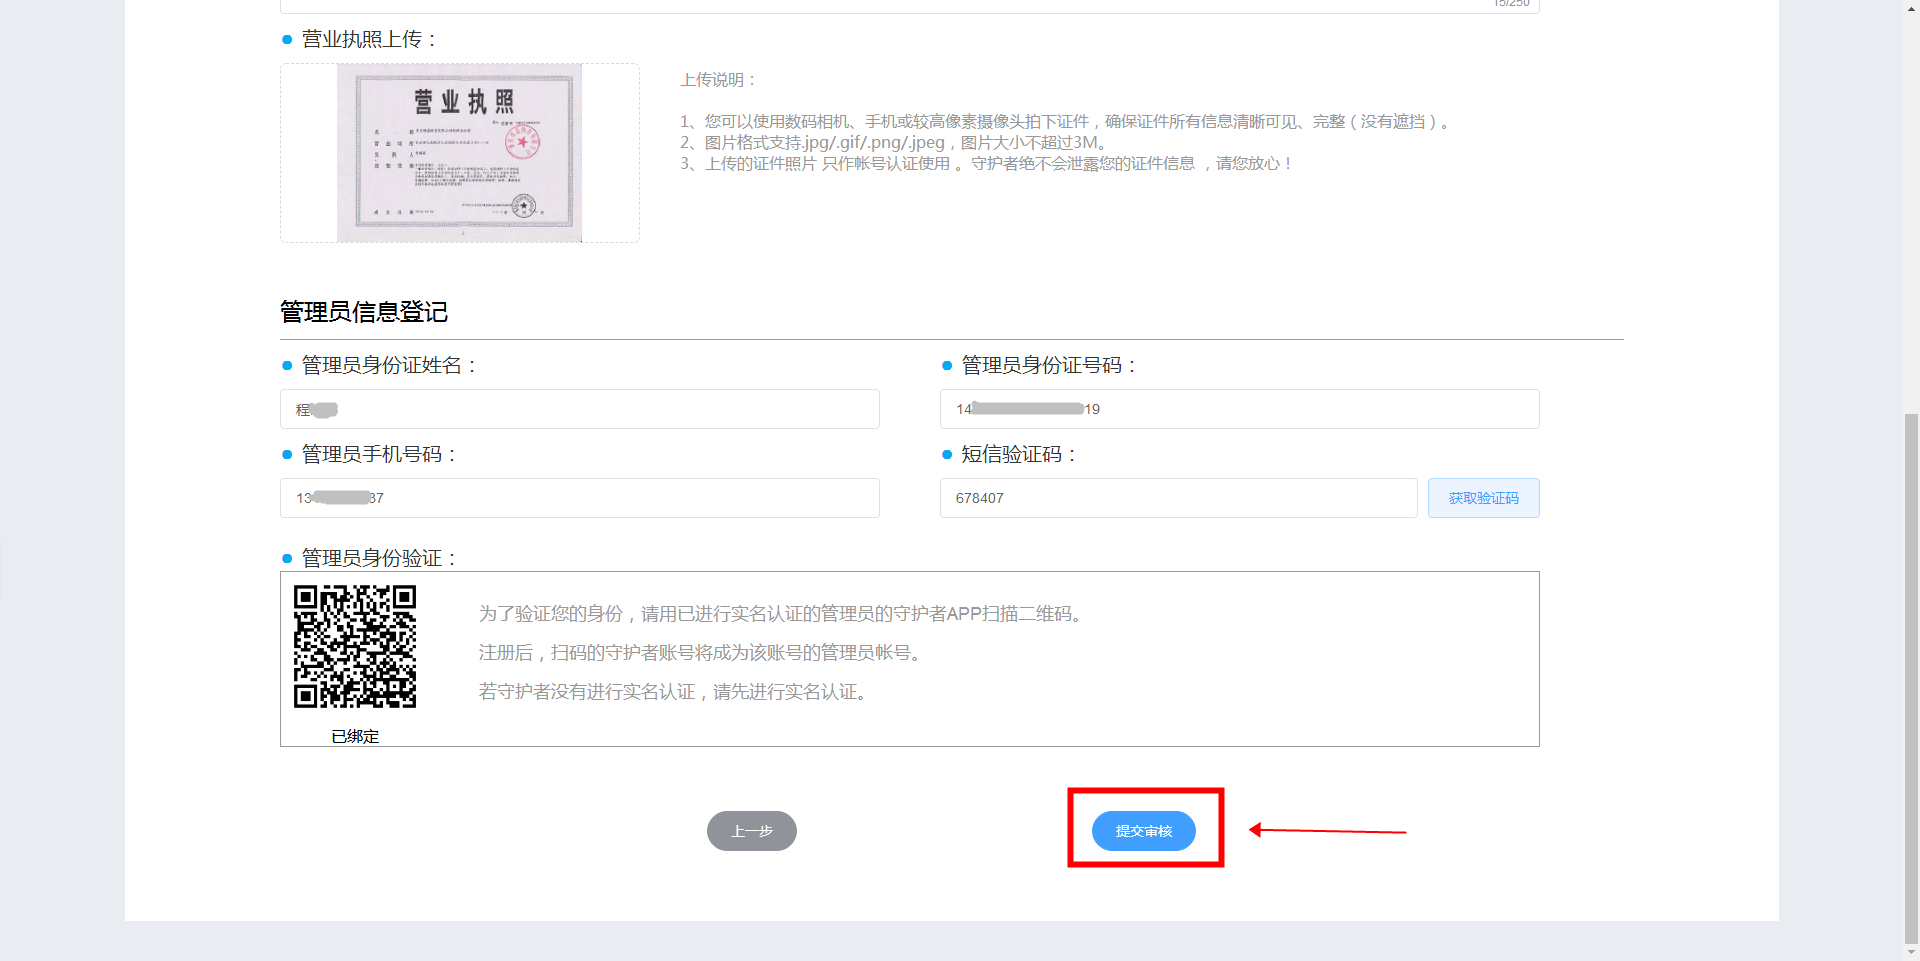 15/250
营业执照上传：
营业执照
上传说明：
1、您可以使用数码相机、手机或较高像素摄像头拍下证件，确保证件所有信息清晰可见、完整（没有遮挡）。
2、图片格式支持.jpg/.gif/.png/.jpeg，图片大小不超过3M。
3、上传的证件照片 只作帐号认证使用 。守护者绝不会泄露您的证件信息 ，请您放心！
管理员信息登记
管理员身份证姓名：
管理员身份证号码：
程
14 19
管理员手机号码：
短信验证码：
13 37
678407
获取验证码
管理员身份验证：
为了验证您的身份，请用已进行实名认证的管理员的守护者APP扫描二维码。
注册后，扫码的守护者账号将成为该账号的管理员帐号。
若守护者没有进行实名认证，请先进行实名认证。
已绑定
上一步
提交审核